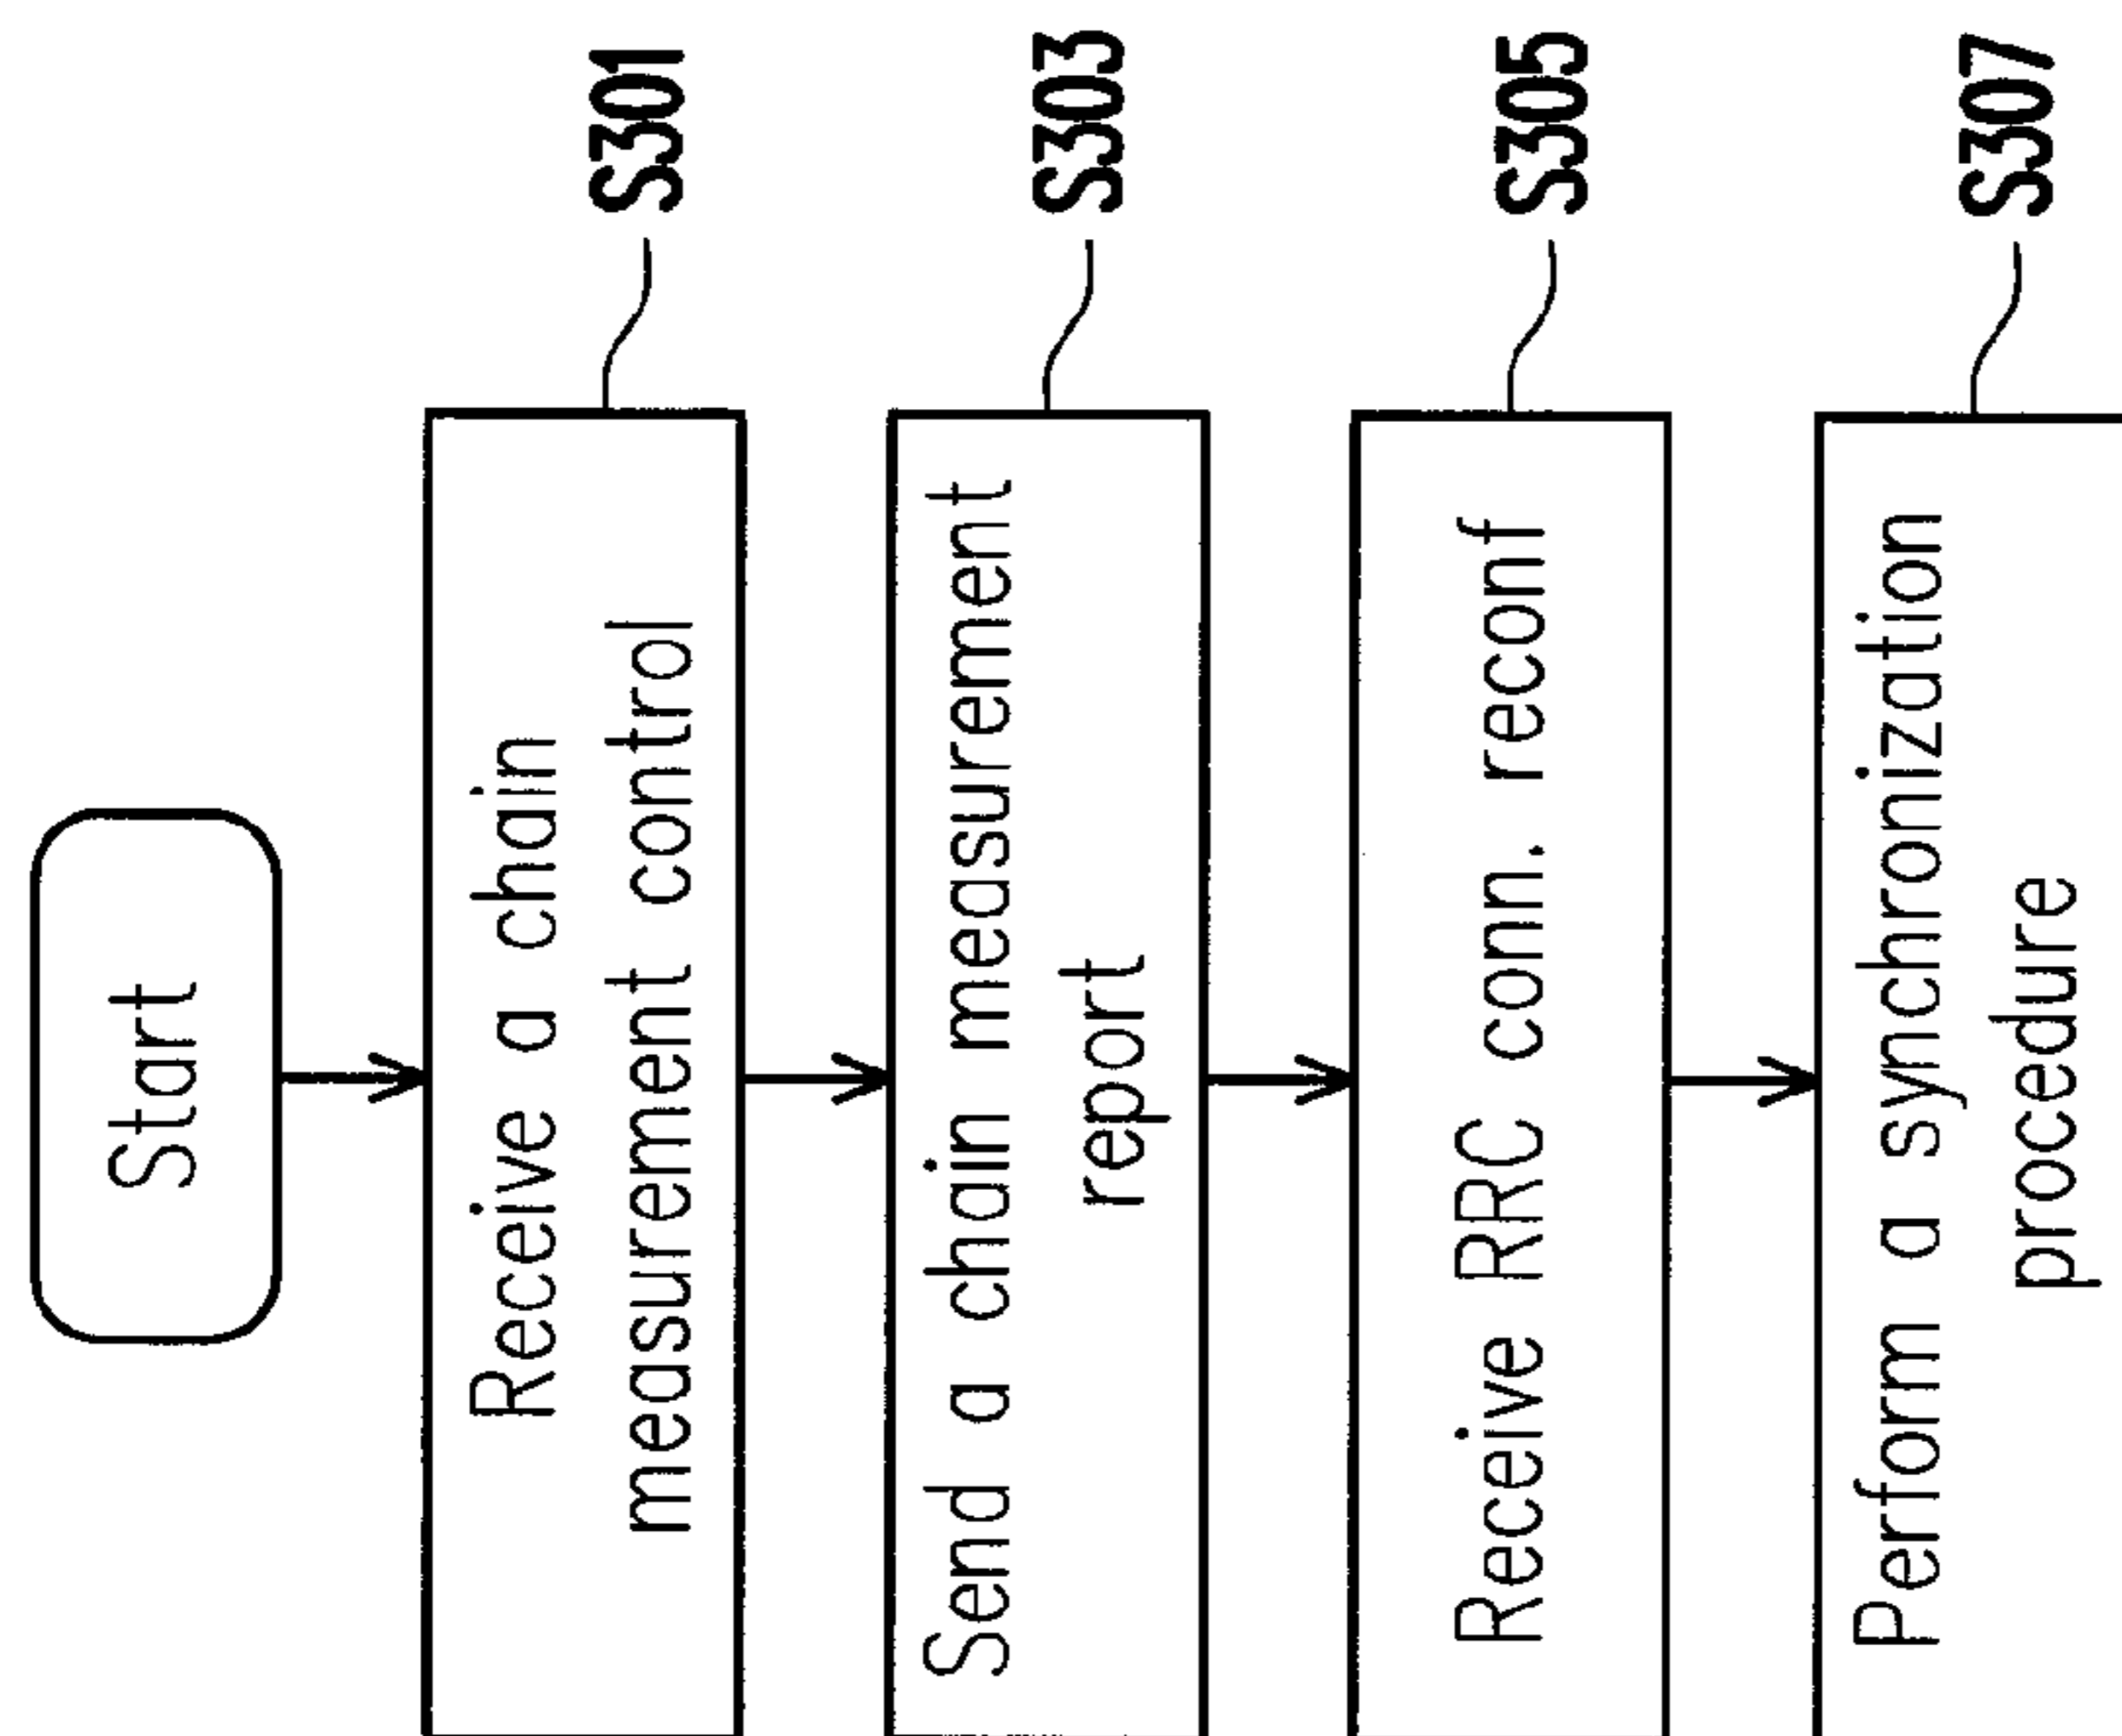 Start
Receive a chain
measurement control
S301
Send a chain measurement
report
S303
Receive RRC conn. reconf
S305
Perform a synchronization
procedure
S307